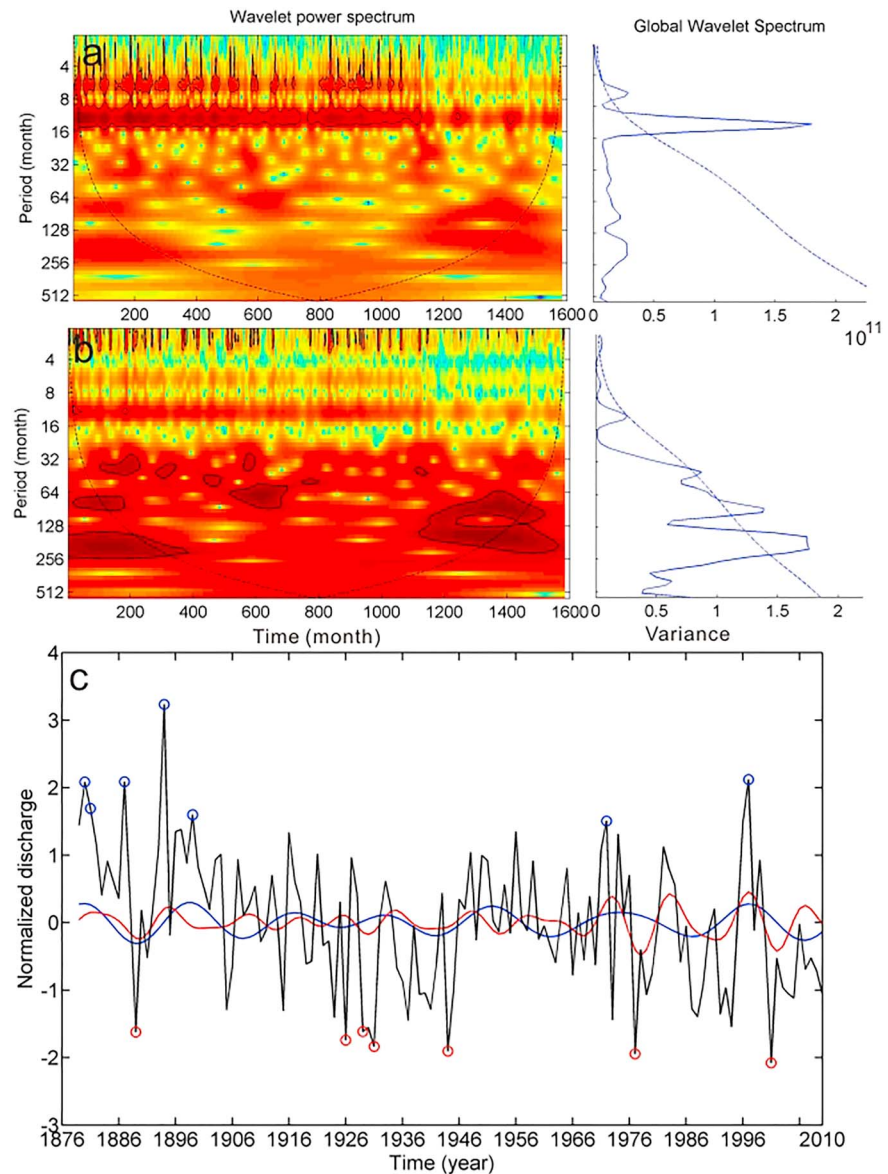 Wavelet power spectrum
Global Wavelet Spectrum
a
Period (month)
4
8
16
32
64
128
256
512
200 400 600 800 1000 1200 1400 1600
0 0.5 1 1.5 2
10¹¹
b
Period (month)
4
8
16
32
64
128
256
512
200 400 600 800 1000 1200 1400 1600
Time (month)
0 0.5 1 1.5 2
Variance
c
Normalized discharge
4
3
2
1
0
-1
-2
-3
1876 1886 1896 1906 1916 1926 1936 1946 1956 1966 1976 1986 1996 2010
Time (year)